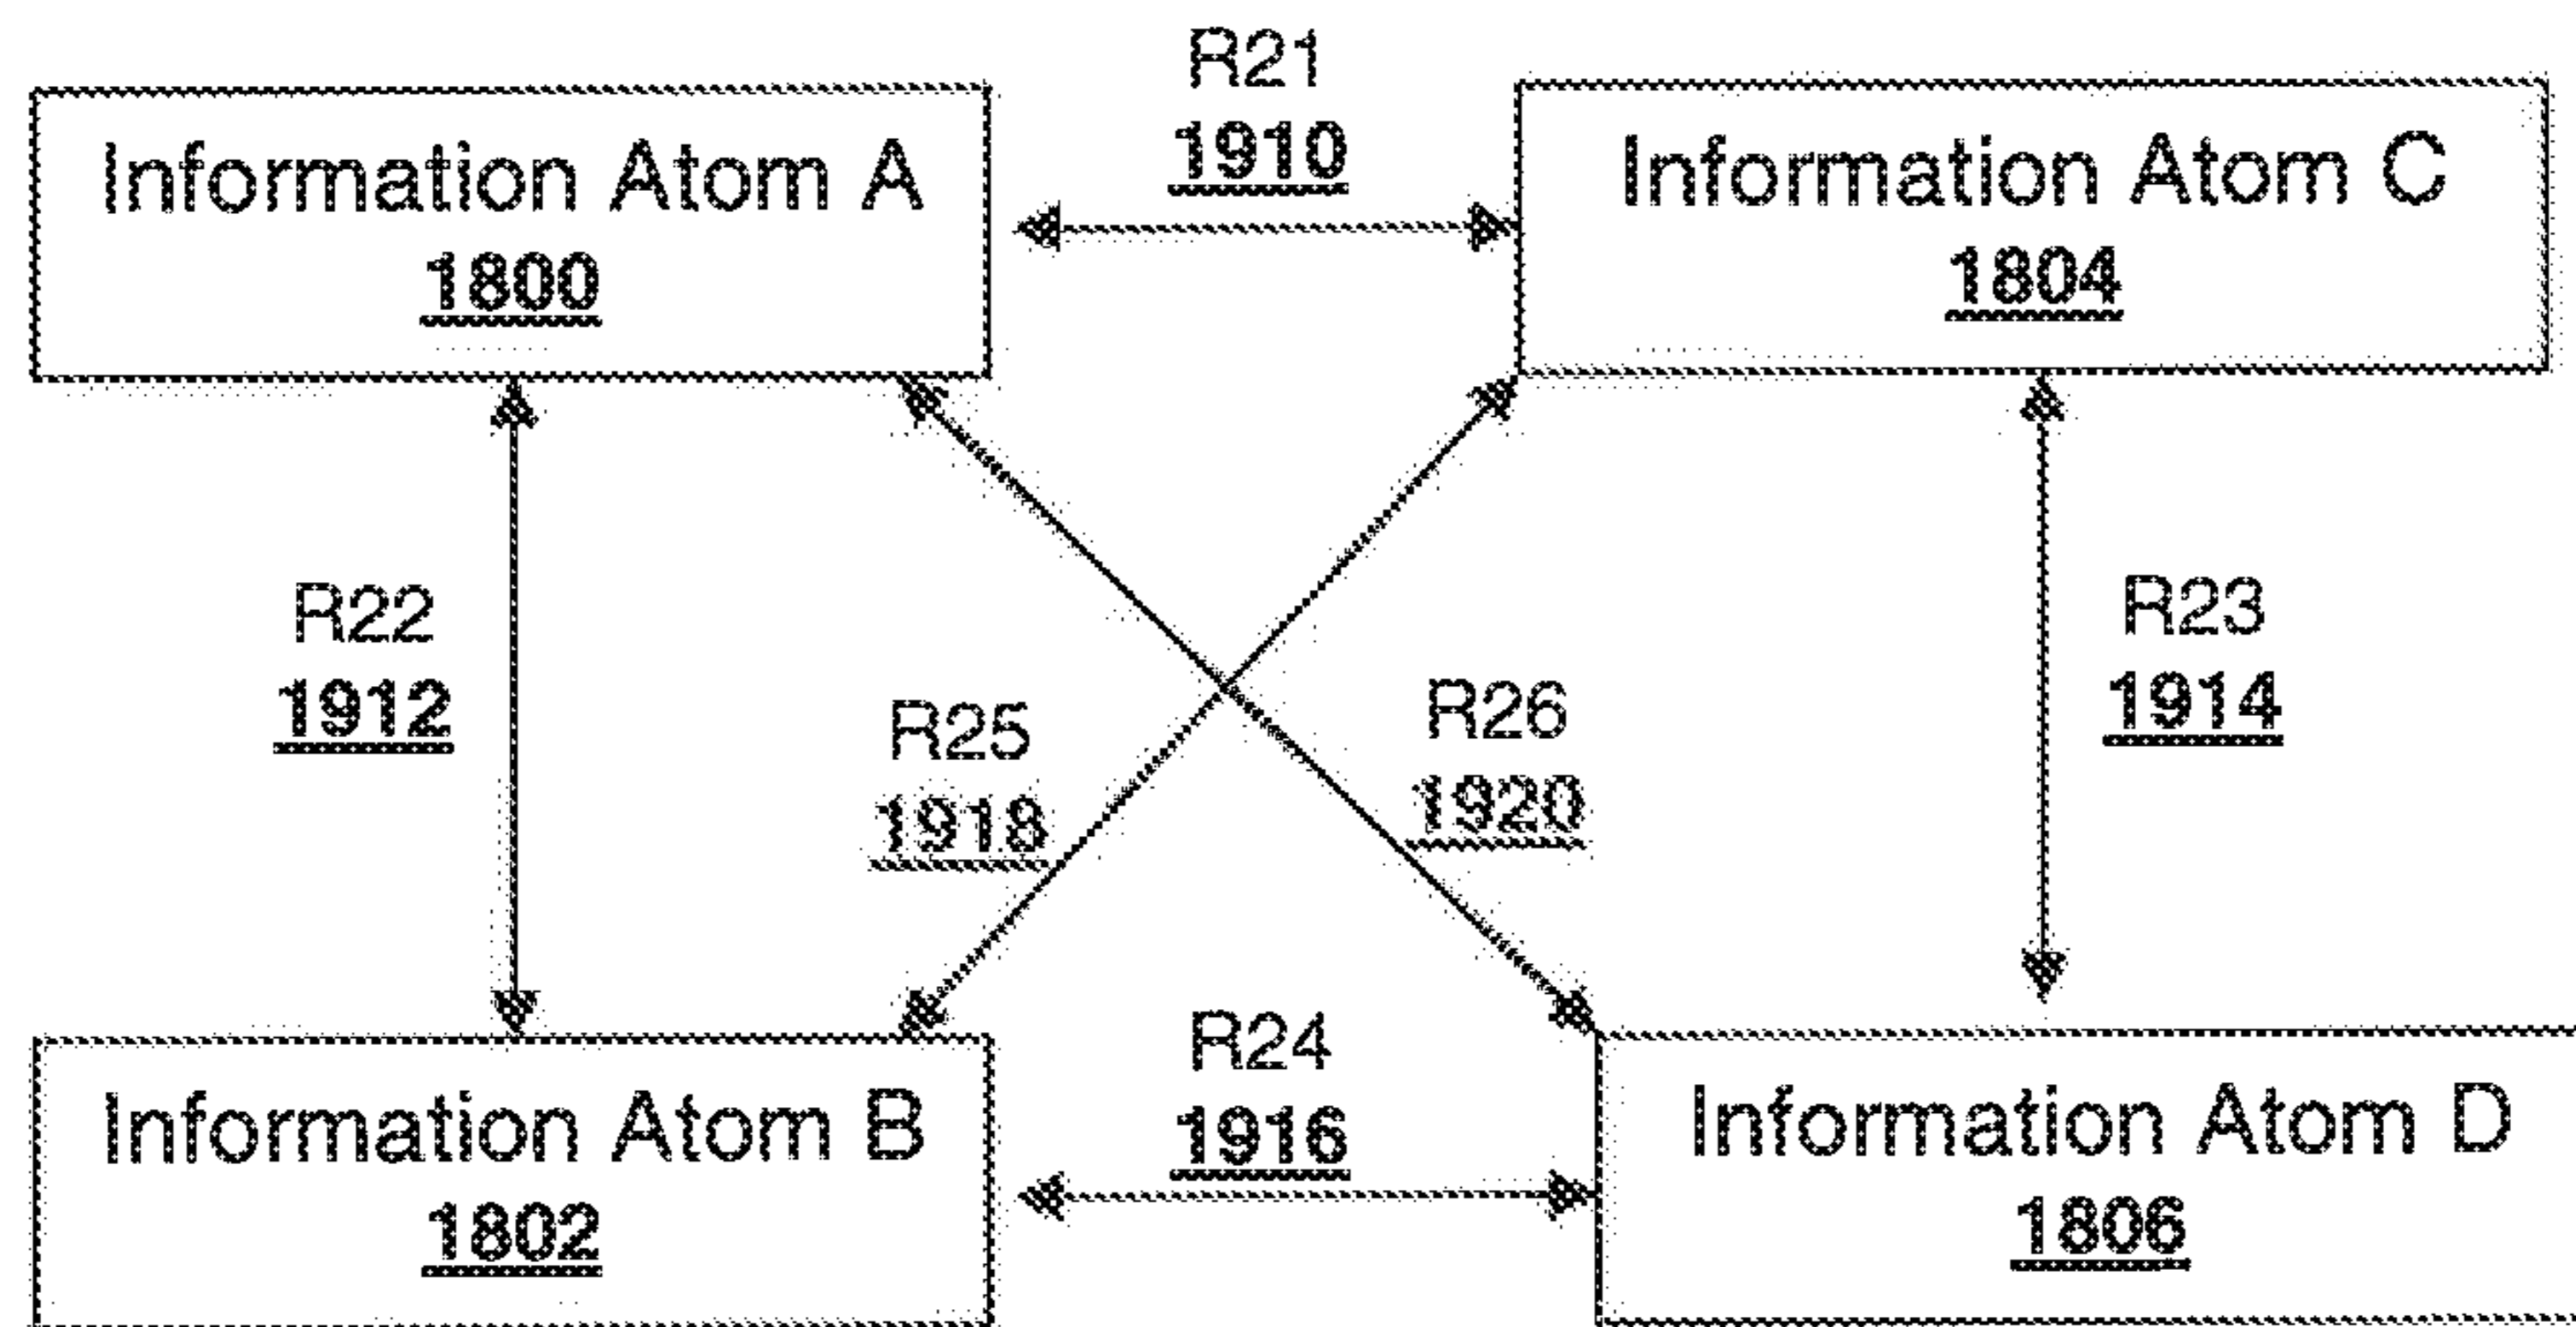 R21
1910
Information Atom A
1800
Information Atom C
1804
R22
1912
R25
1918
R26
1920
R23
1914
R24
1916
Information Atom B
1802
Information Atom D
1806